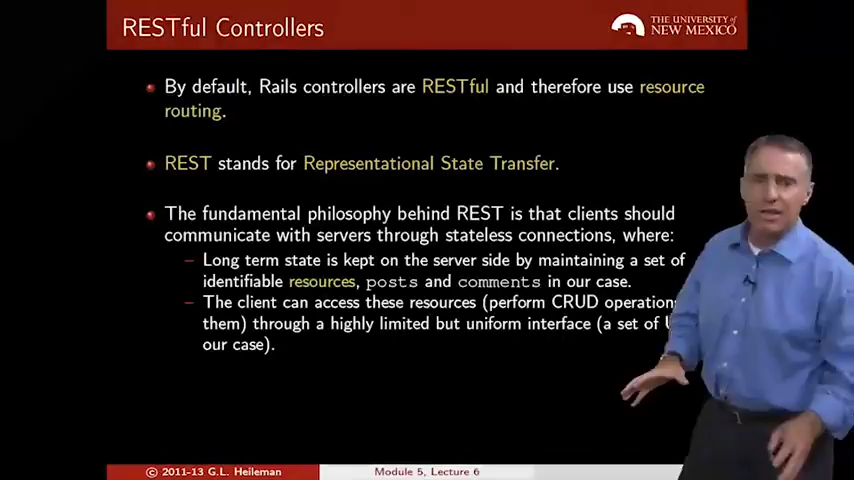 RESTful Controllers
THE UNIVERSITY of
NEW MEXICO
By default, Rails controllers are RESTful and therefore use resource
routing.
REST stands for Representational State Transfer.
The fundamental philosophy behind REST is that clients should
communicate with servers through stateless connections, where:
– Long term state is kept on the server side by maintaining a set of
identifiable resources, posts and comments in our case.
– The client can access these resources (perform CRUD operation
them) through a highly limited but uniform interface (a set of
our case).
© 2011-13 G.L. Heileman
Module 5, Lecture 6